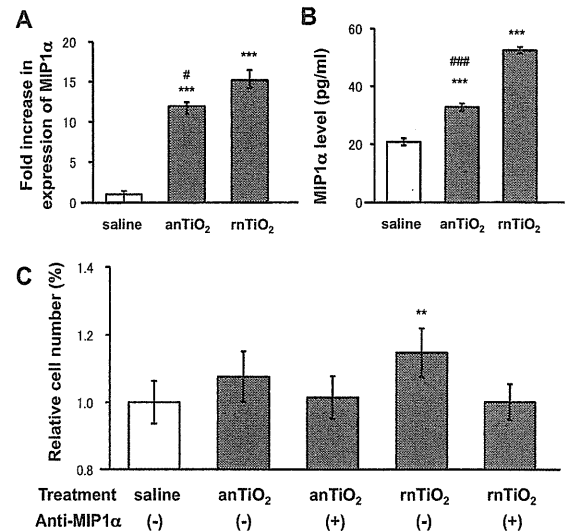 A
Fold increase in
expression of MIP1α
20
15
10
5
0
#
***
***
saline
anTiO2
rnTiO2
B
MIP1α level (pg/ml)
60
40
20
0
###
***
***
saline
anTiO2
rnTiO2
C
Relative cell number (%)
1.4
1.2
1.0
0.8
**
Treatment saline anTiO2 anTiO2 rnTiO2 rnTiO2
Anti-MIP1α (-) (-) (+) (-) (+)